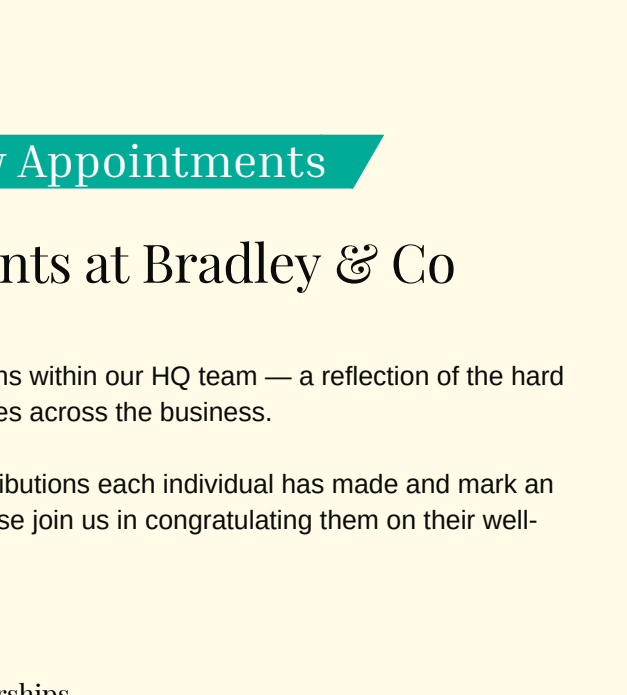 Appointments
nts at Bradley & Co
ns within our HQ team — a reflection of the hard
es across the business.
ibutions each individual has made and mark an
se join us in congratulating them on their well-
rships